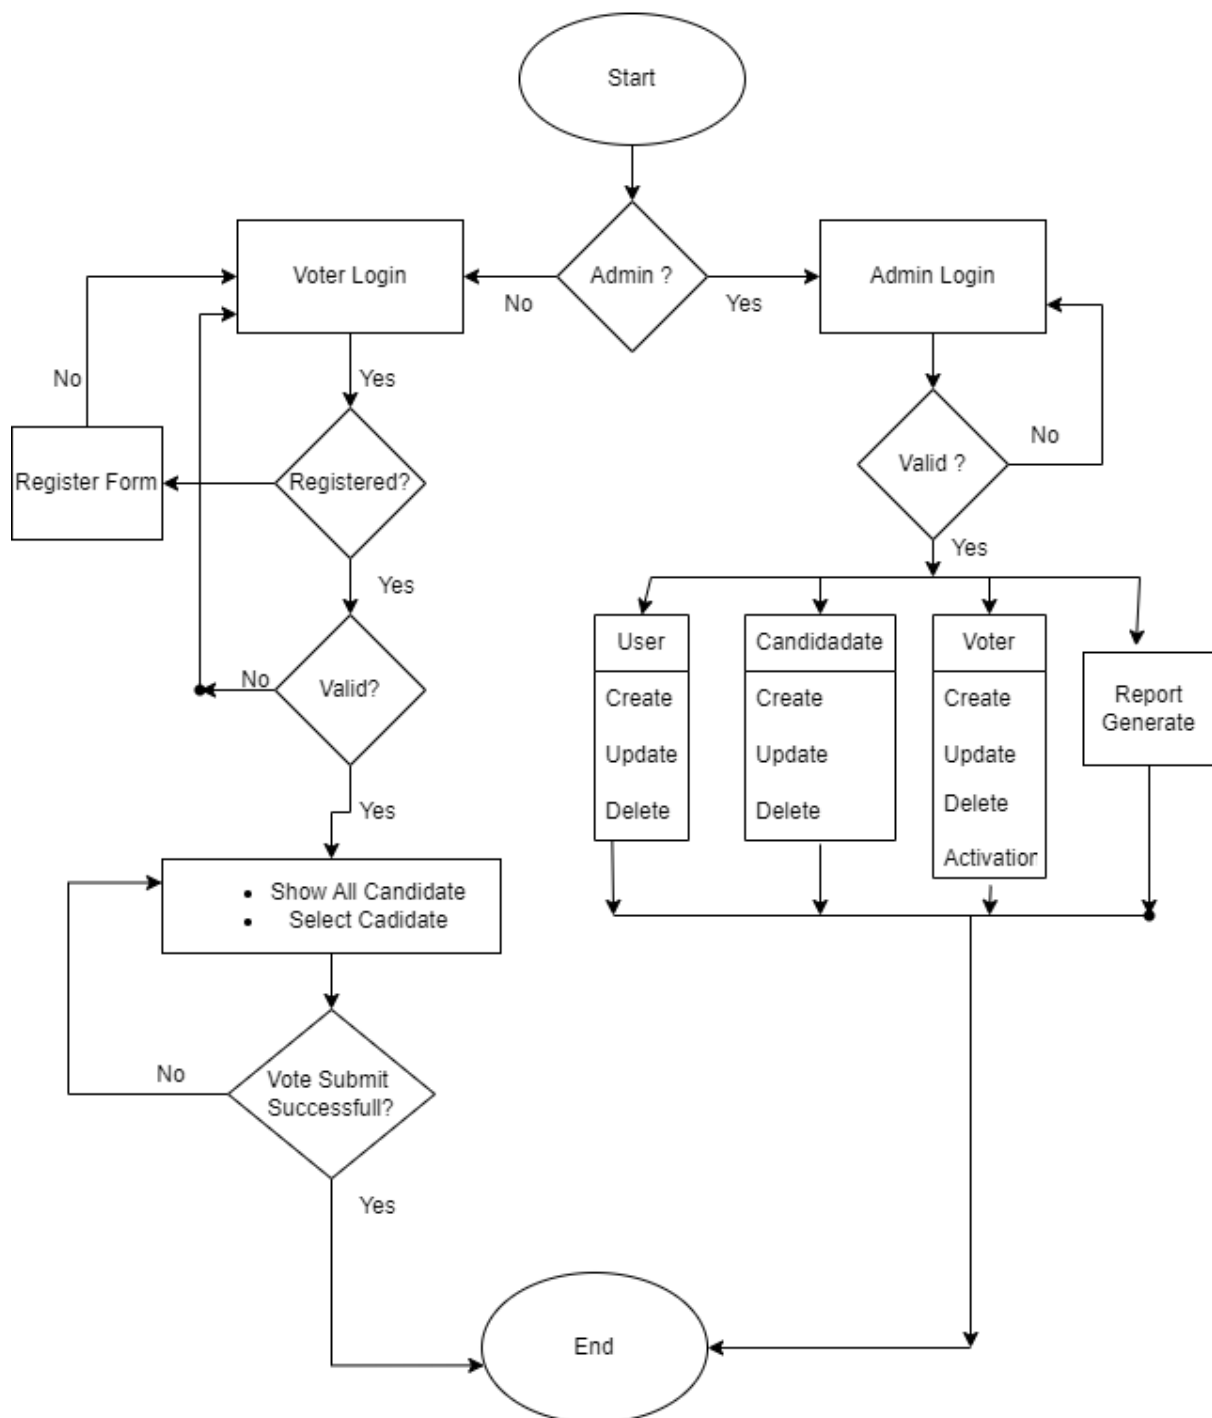 Start
Admin ?
Voter Login
Admin Login
No
Yes
No
Yes
Register Form
Registered?
Valid ?
No
Yes
Yes
No
Valid?
User
Create
Update
Delete
Candidadate
Create
Update
Delete
Voter
Create
Update
Delete
Activation
Report
Generate
Yes
• Show All Candidate
• Select Cadidate
No
Vote Submit
Successfull?
Yes
End